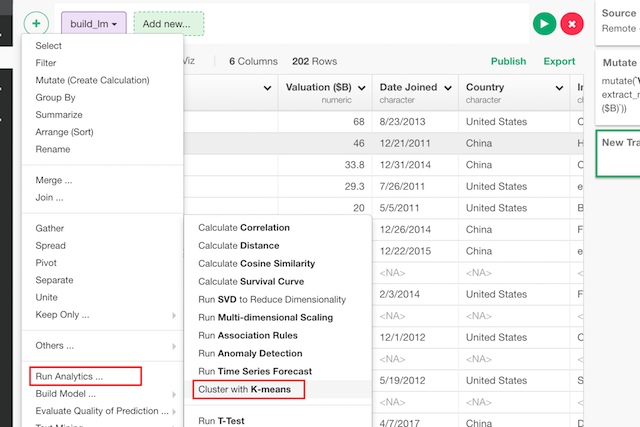 build_lm
Add new...
Source
Remote
Viz
6 Columns 202 Rows
Publish Export
Mutate
mutate(`V
extract_n
($B)`))
New Tra
Select
Filter
Mutate (Create Calculation)
Group By
Summarize
Arrange (Sort)
Rename
Merge ...
Join ...
Gather
Spread
Pivot
Separate
Unite
Keep Only ...
Others ...
Run Analytics ...
Build Model ...
Evaluate Quality of Prediction ...
Text Mining
Calculate Correlation
Calculate Distance
Calculate Cosine Similarity
Calculate Survival Curve
Run SVD to Reduce Dimensionality
Run Multi-dimensional Scaling
Run Association Rules
Run Anomaly Detection
Run Time Series Forecast
Cluster with K-means
Run T-Test
Valuation ($B) Date Joined Country In
numeric character character
68 8/23/2013 United States
46 12/21/2011 China
33.8 12/31/2014 China
29.3 7/26/2011 United States
20 5/5/2011 United States
12/26/2014 China
12/22/2015 China
<NA> <NA>
2/3/2014 United States
<NA> <NA>
12/1/2012 United States
<NA> <NA>
5/19/2012 United States
<NA> <NA>
4/7/2017 China